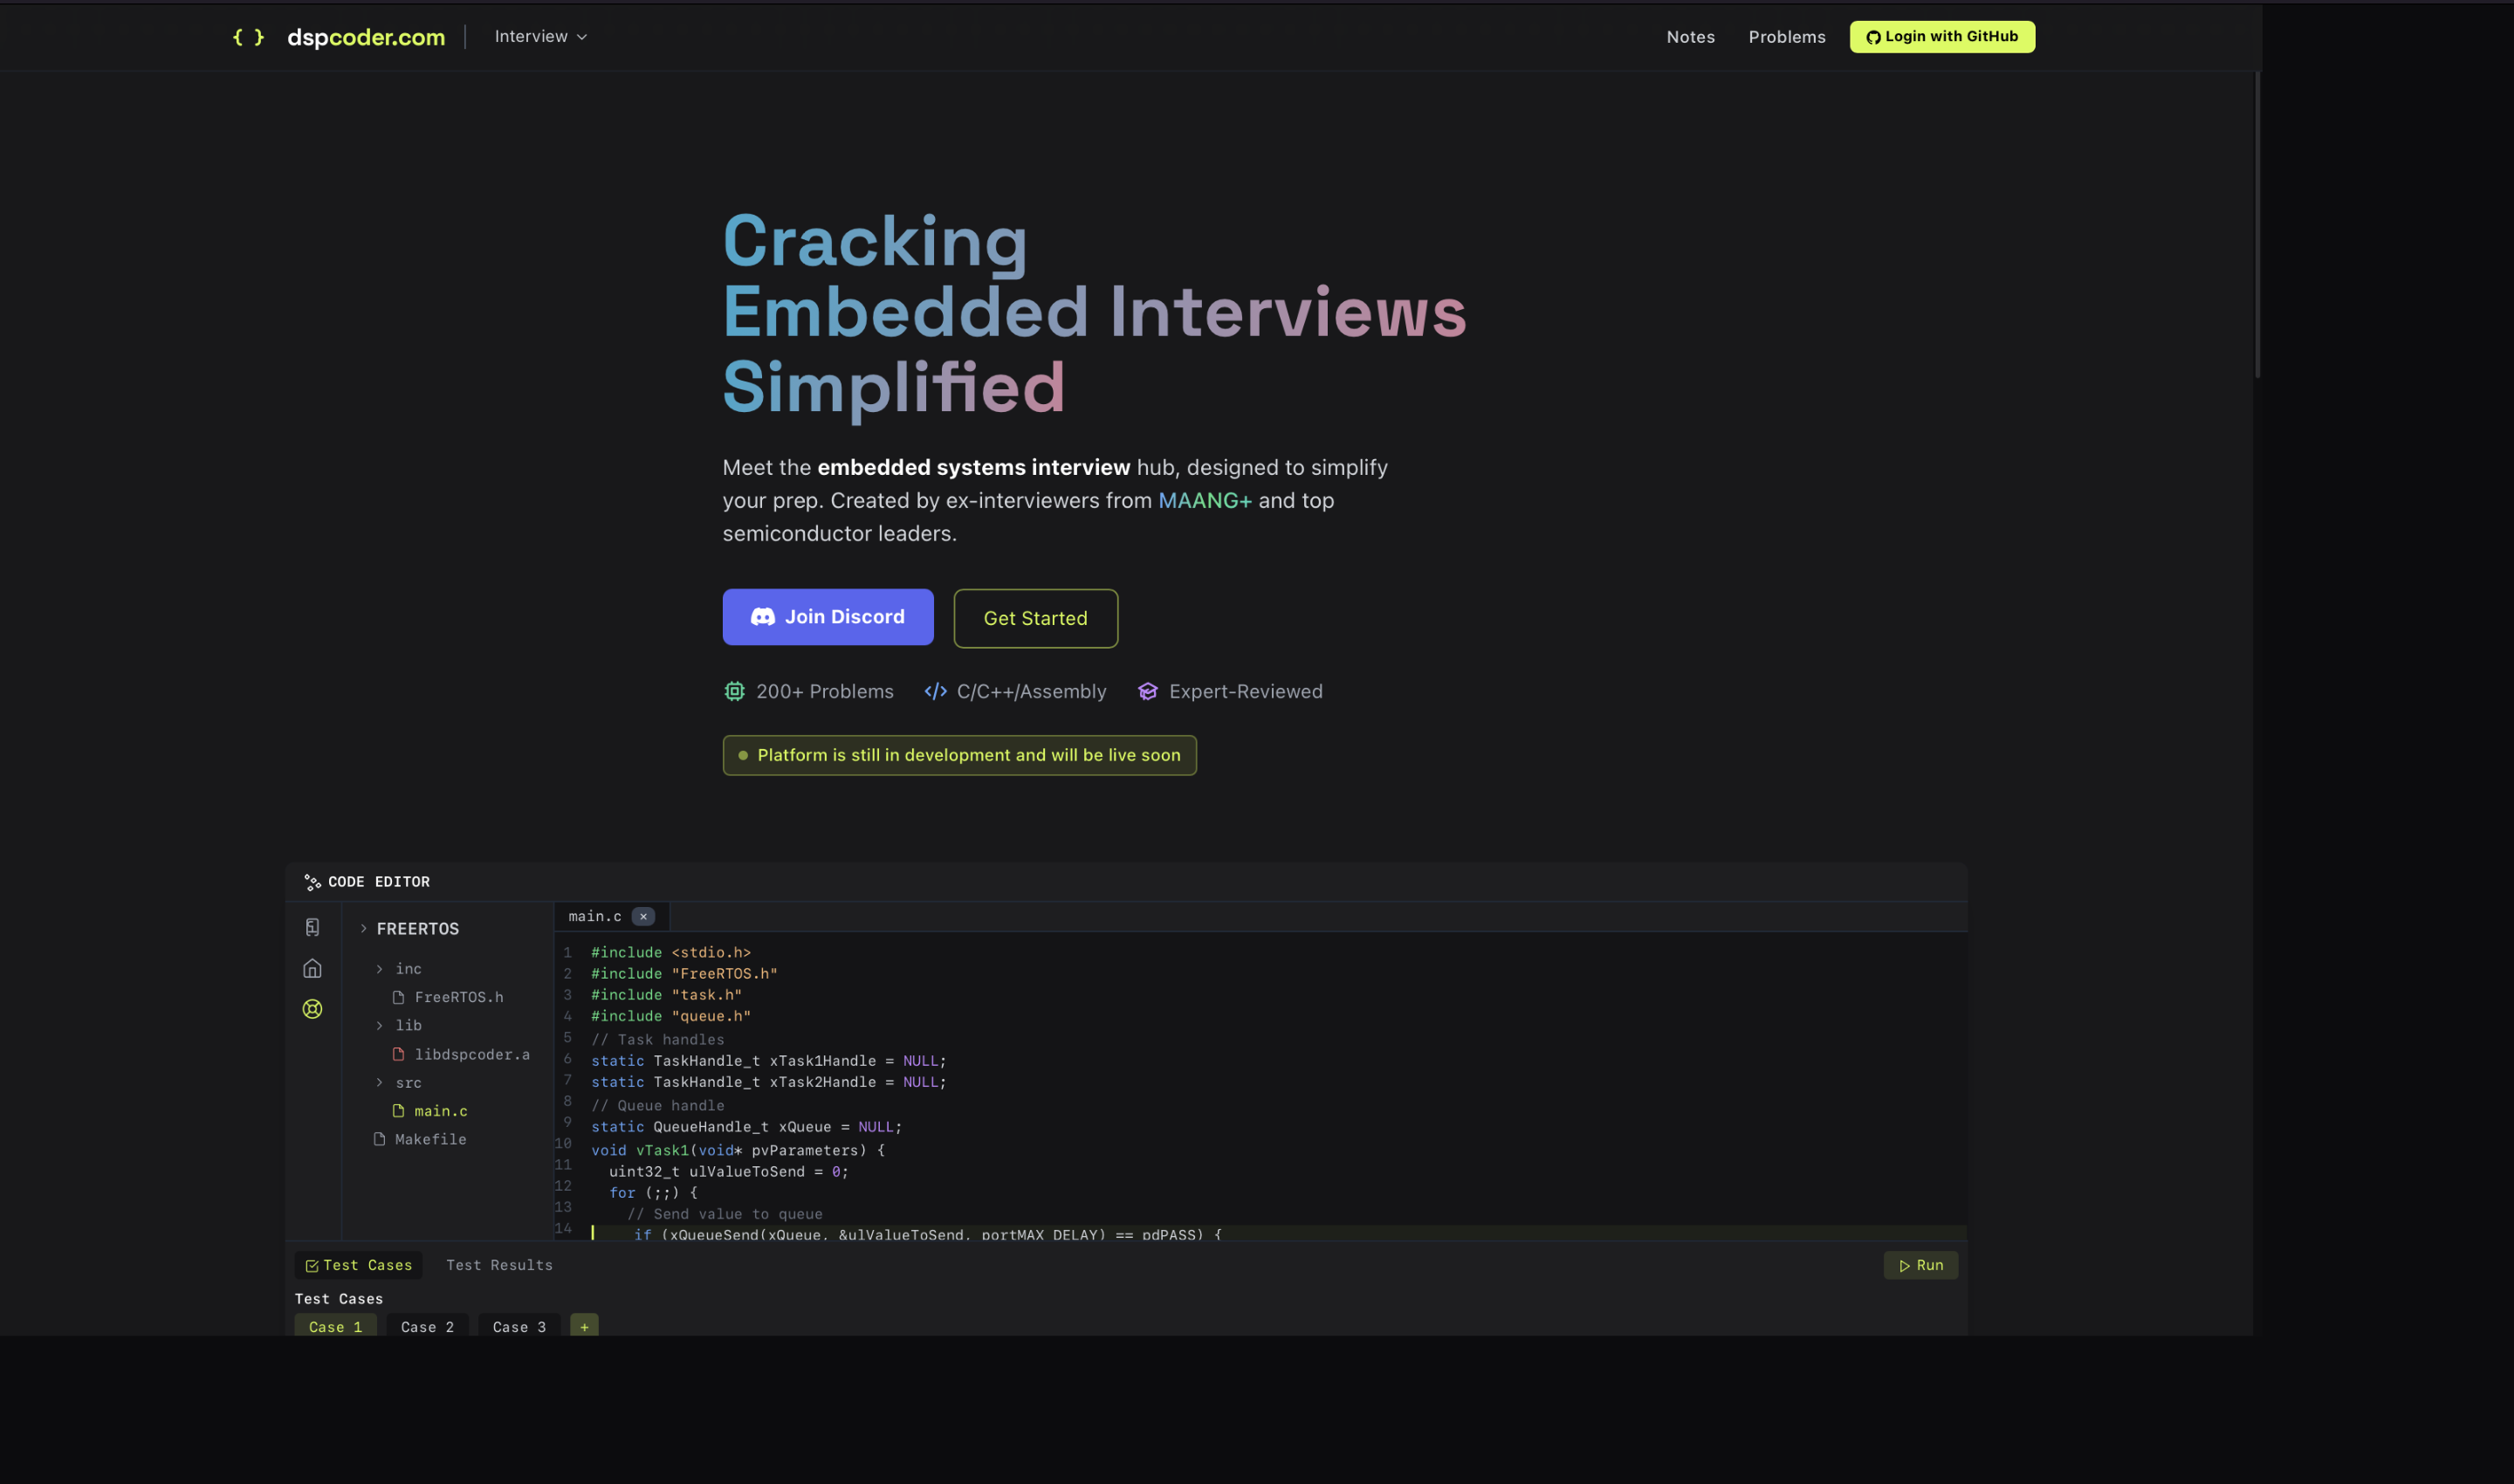 { } dspcoder.com Interview Notes Problems Login with GitHub
Cracking
Embedded Interviews
Simplified
Meet the embedded systems interview hub, designed to simplify
your prep. Created by ex-interviewers from MAANG+ and top
semiconductor leaders.
Join Discord Get Started
200+ Problems </> C/C++/Assembly Expert-Reviewed
Platform is still in development and will be live soon
CODE EDITOR
FREERTOS
inc
FreeRTOS.h
lib
libdspcoder.a
src
main.c
Makefile
main.c ×
1 #include <stdio.h>
2 #include "FreeRTOS.h"
3 #include "task.h"
4 #include "queue.h"
5 // Task handles
6 static TaskHandle_t xTask1Handle = NULL;
7 static TaskHandle_t xTask2Handle = NULL;
8 // Queue handle
9 static QueueHandle_t xQueue = NULL;
10 void vTask1(void* pvParameters) {
11 uint32_t ulValueToSend = 0;
12 for (;;) {
13 // Send value to queue
14 if (xQueueSend(xQueue, &ulValueToSend, portMAX_DELAY) == pdPASS) {
Test Cases Test Results Run
Test Cases
Case 1 Case 2 Case 3 +